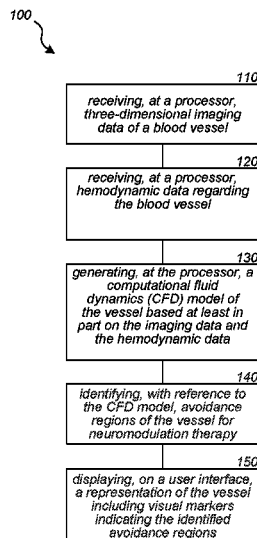 100
110
receiving, at a processor,
three-dimensional imaging
data of a blood vessel
120
receiving, at a processor,
hemodynamic data regarding
the blood vessel
130
generating, at the processor, a
computational fluid
dynamics (CFD) model of
the vessel based at least in
part on the imaging data and
the hemodynamic data
140
identifying, with reference to
the CFD model, avoidance
regions of the vessel for
neuromodulation therapy
150
displaying, on a user interface,
a representation of the vessel
including visual markers
indicating the identified
avoidance regions